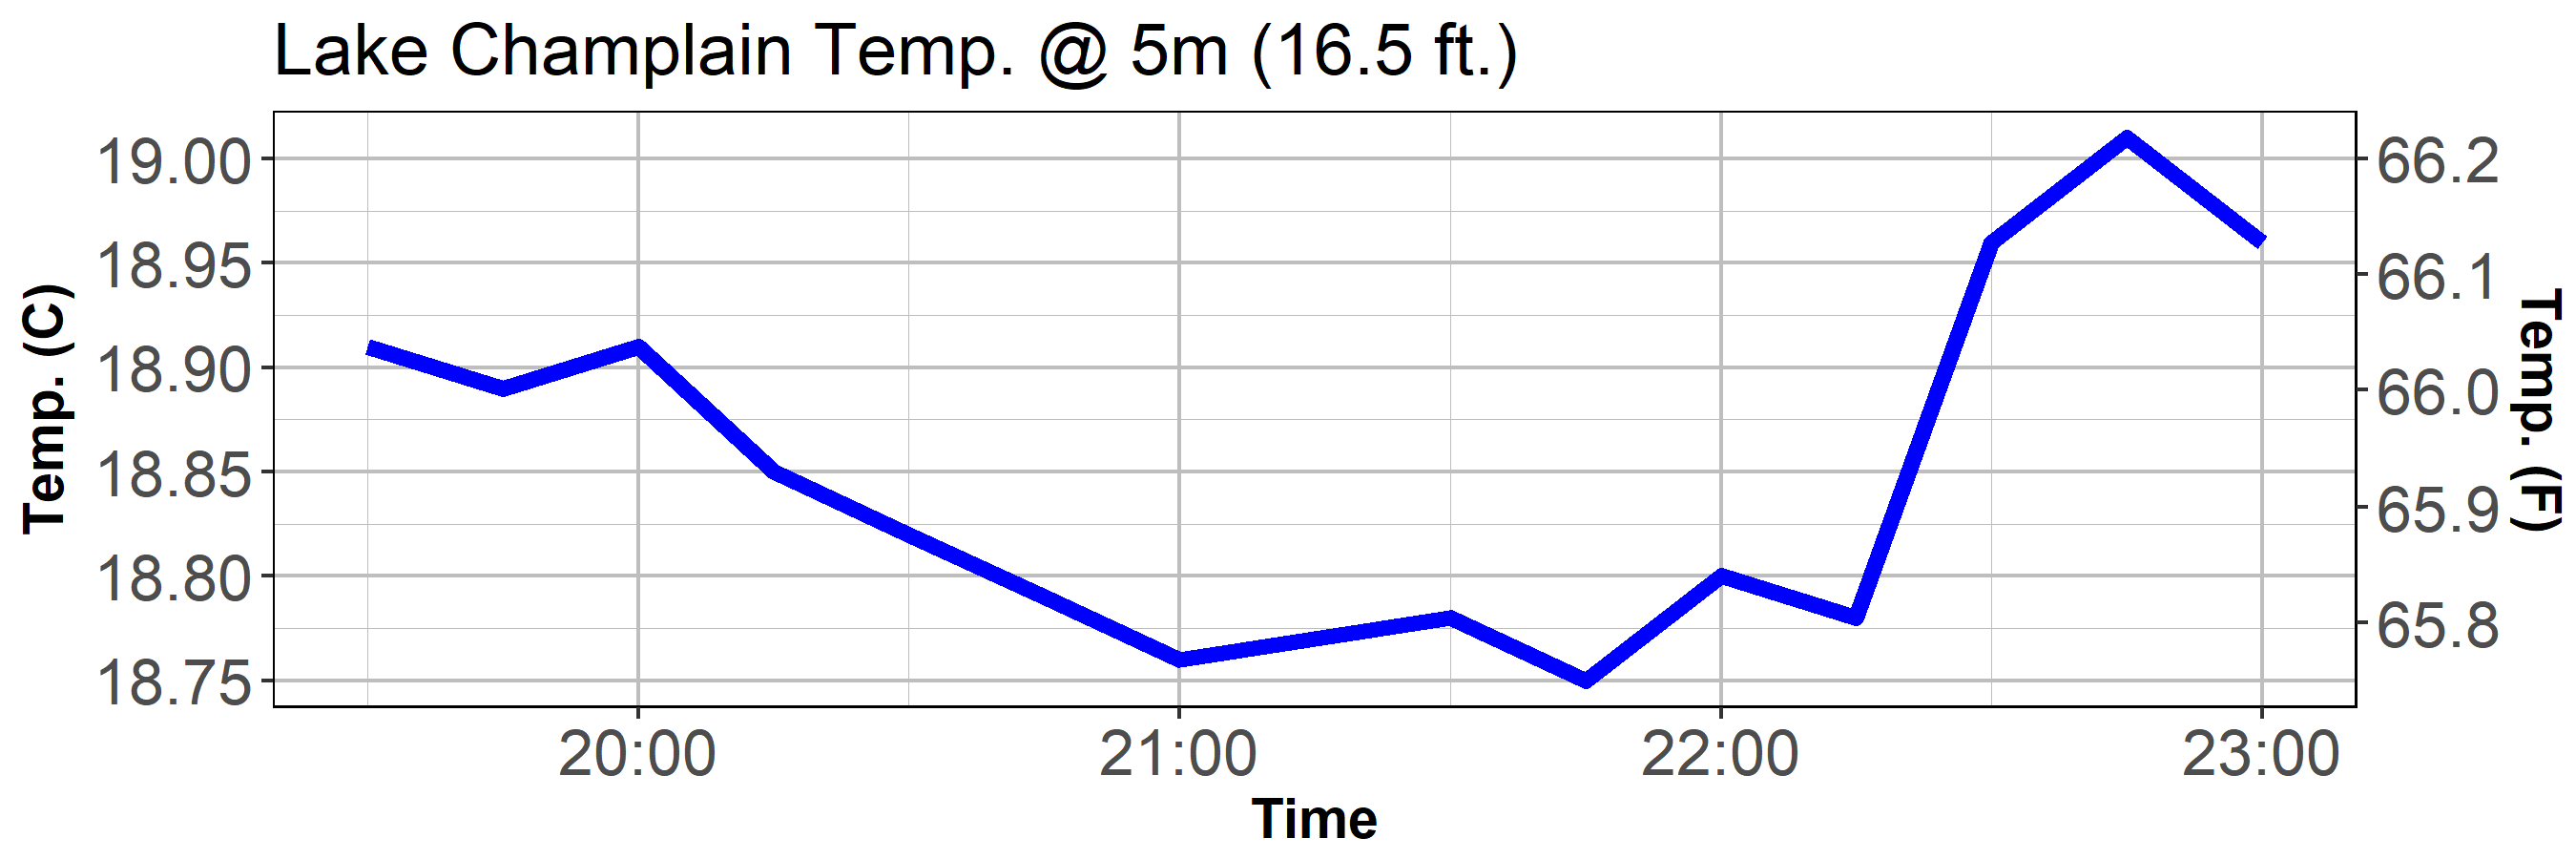 Lake Champlain Temp. @ 5m (16.5 ft.)
Temp. (C)
19.00
18.95
18.90
18.85
18.80
18.75
66.2
66.1
66.0
65.9
65.8
Temp. (F)
20:00 21:00 22:00 23:00
Time